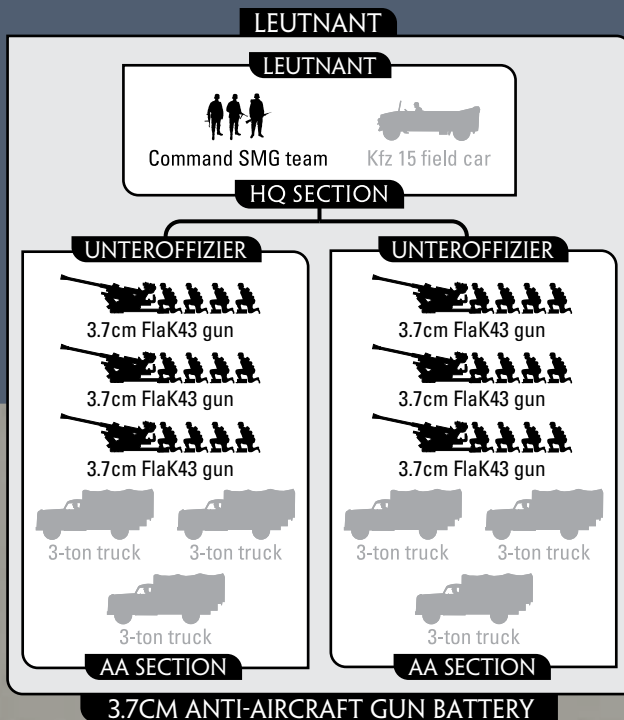 LEUTNANT
LEUTNANT
Command SMG team
Kfz 15 field car
HQ SECTION
UNTEROFFIZIER
3.7cm FlaK43 gun
3.7cm FlaK43 gun
3.7cm FlaK43 gun
3-ton truck
3-ton truck
3-ton truck
AA SECTION
UNTEROFFIZIER
3.7cm FlaK43 gun
3.7cm FlaK43 gun
3.7cm FlaK43 gun
3-ton truck
3-ton truck
3-ton truck
AA SECTION
3.7CM ANTI-AIRCRAFT GUN BATTERY